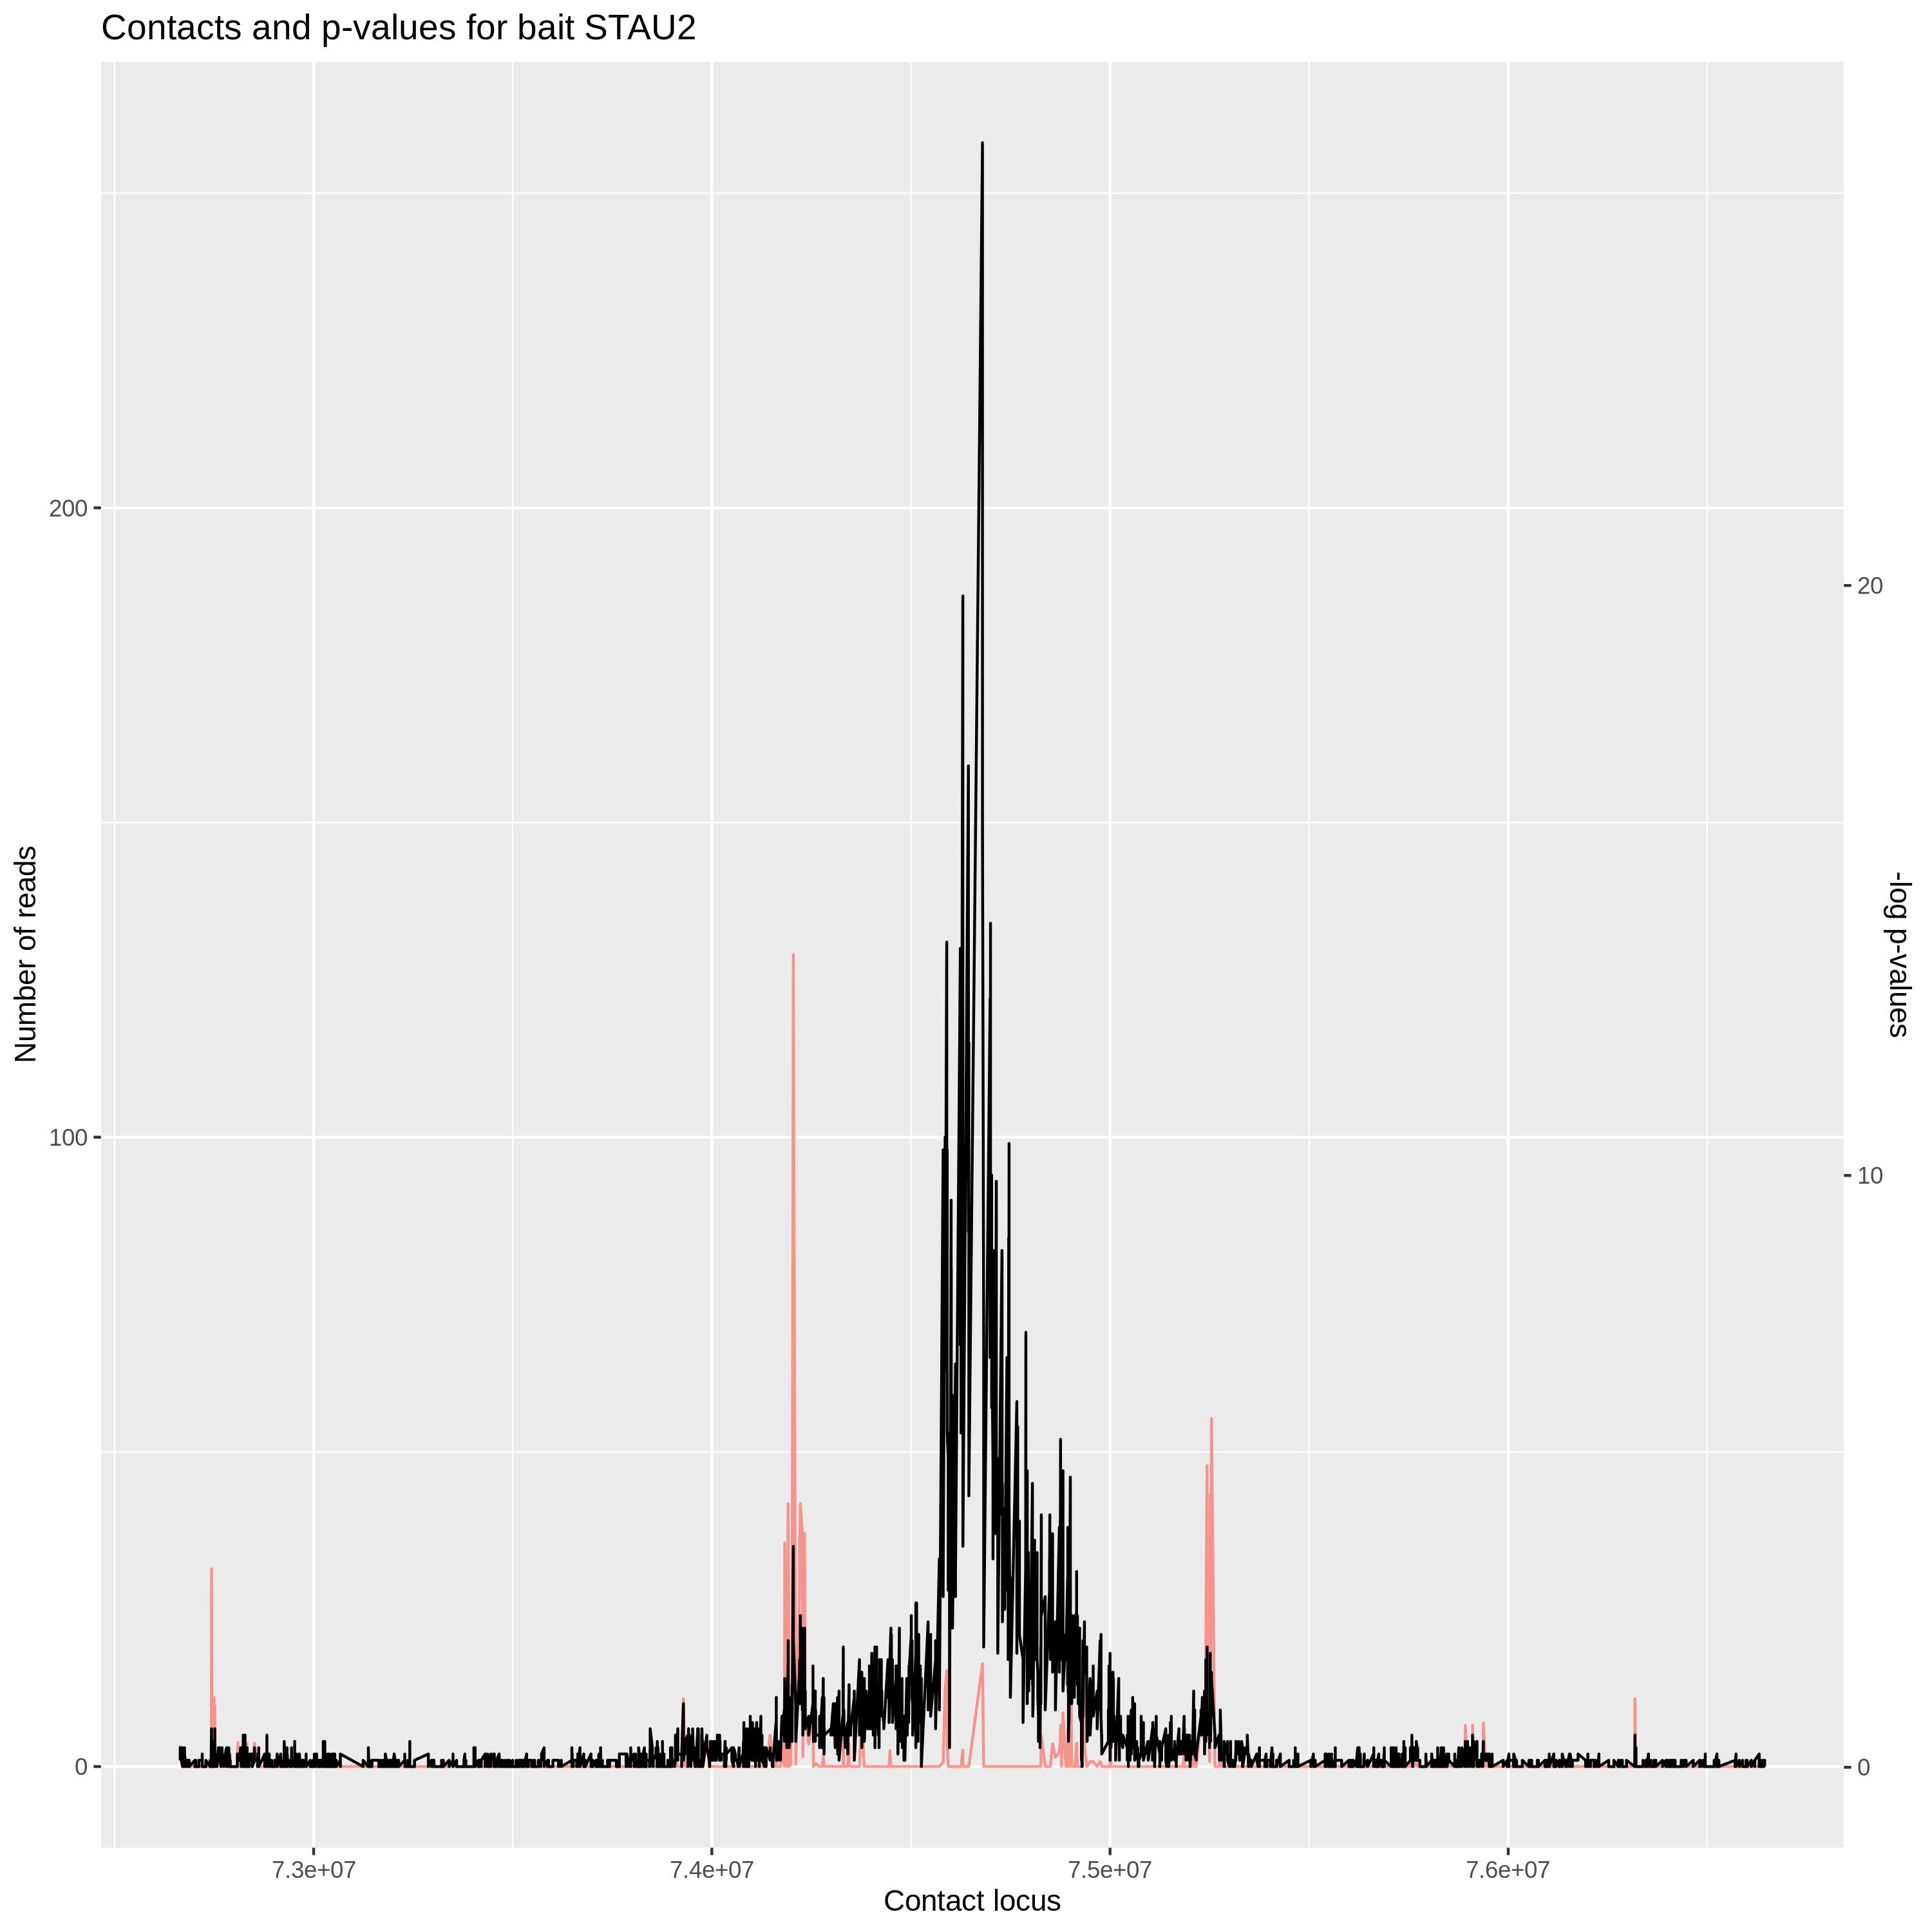 Contacts and p-values for bait STAU2
200
100
0
Number of reads
20
10
0
-log p-values
7.3e+07
7.4e+07
7.5e+07
7.6e+07
Contact locus